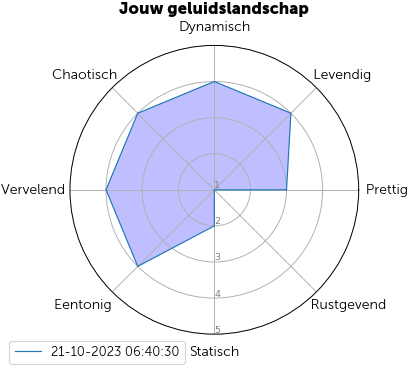 Jouw geluidslandschap
Dynamisch
Chaotisch
Levendig
Vervelend
1
Prettig
2
3
4
Eentonig
Rustgevend
5
21-10-2023 06:40:30
Statisch